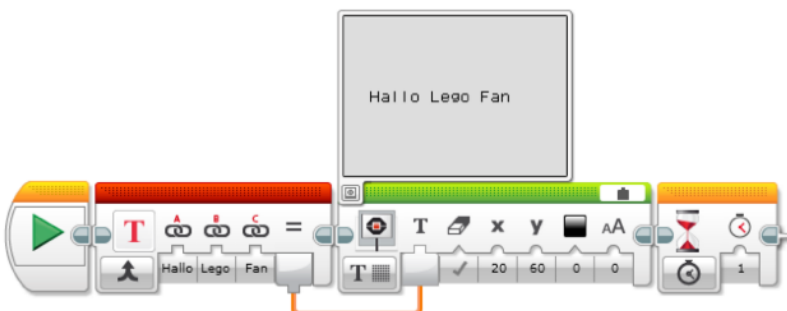 Hallo Lego Fan
T A B C = T x y AA
Hallo Lego Fan T 20 60 0 0 1